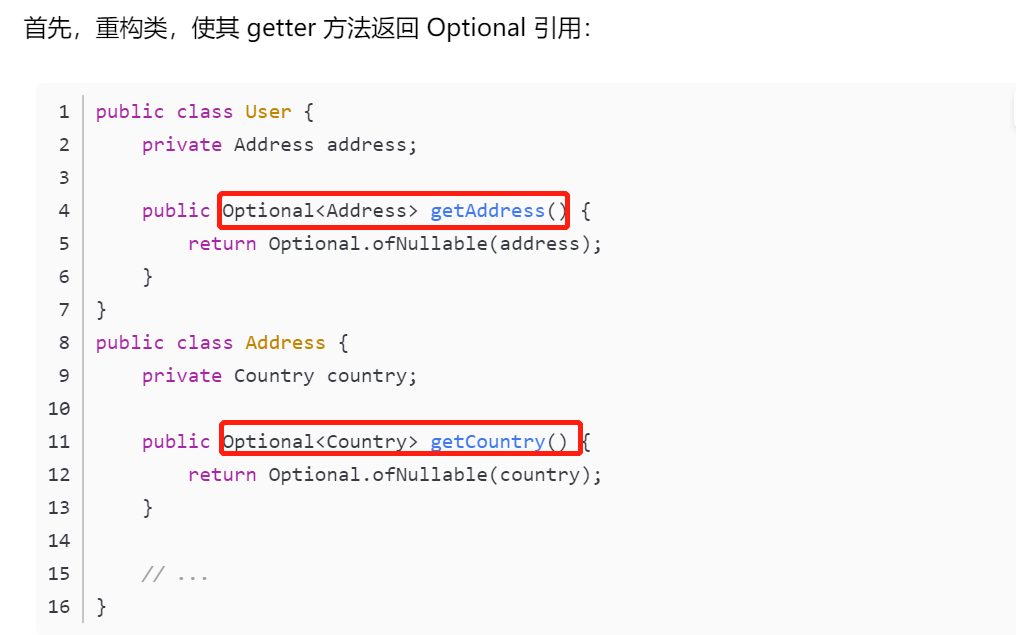 首先，重构类，使其 getter 方法返回 Optional 引用：
1 public class User {
2     private Address address;
3
4     public Optional<Address> getAddress() {
5         return Optional.ofNullable(address);
6     }
7 }
8 public class Address {
9     private Country country;
10
11     public Optional<Country> getCountry() {
12         return Optional.ofNullable(country);
13     }
14
15     // ...
16 }